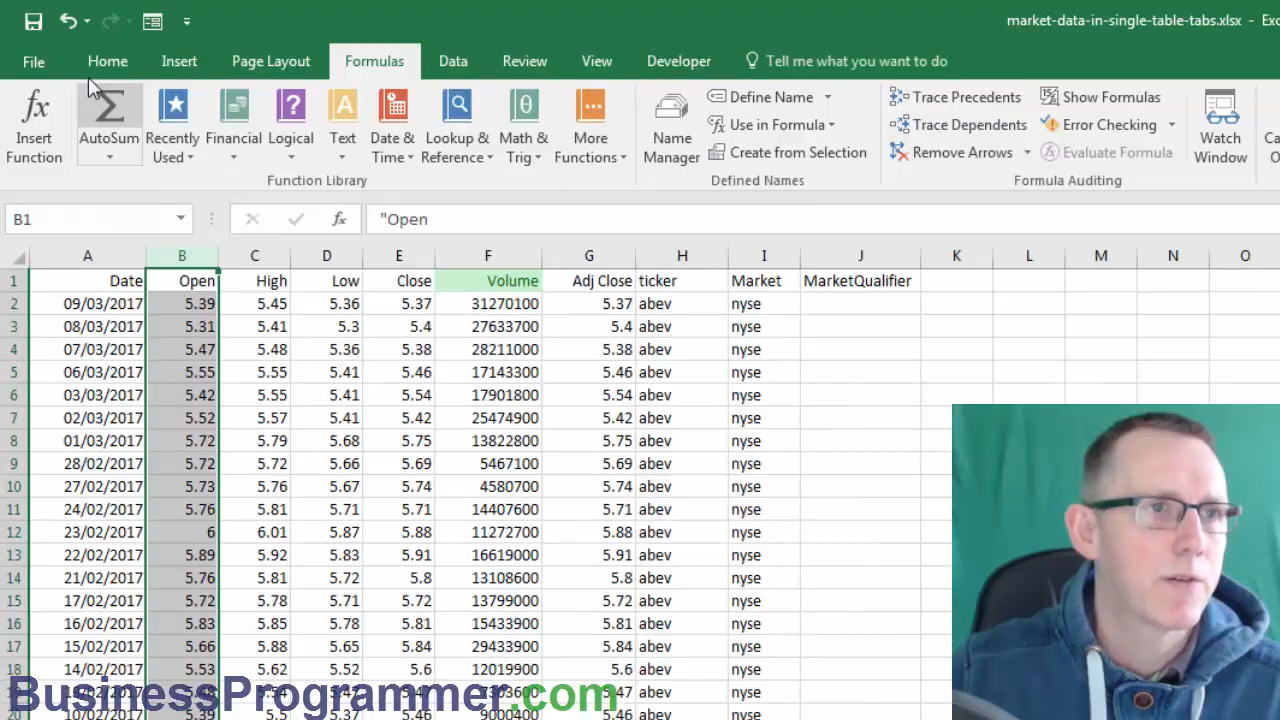 market-data-in-single-table-tabs.xlsx - Exc
File Home Insert Page Layout Formulas Data Review View Developer Tell me what you want to do
fx Σ ? A θ
Insert Function AutoSum Recently Used Financial Logical Text Date & Time Lookup & Reference Math & Trig More Functions
Function Library
Name Manager
Define Name
Use in Formula
Create from Selection
Defined Names
Trace Precedents Show Formulas
Trace Dependents Error Checking
Remove Arrows Evaluate Formula
Formula Auditing
Watch Window
Ca
O
B1 fx "Open
A B C D E F G H I J K L M N O
1 Date Open High Low Close Volume Adj Close ticker Market MarketQualifier
2 09/03/2017 5.39 5.45 5.36 5.37 31270100 5.37 abev nyse
3 08/03/2017 5.31 5.41 5.3 5.4 27633700 5.4 abev nyse
4 07/03/2017 5.47 5.48 5.36 5.38 28211000 5.38 abev nyse
5 06/03/2017 5.55 5.55 5.41 5.46 17143300 5.46 abev nyse
6 03/03/2017 5.42 5.55 5.41 5.54 17901800 5.54 abev nyse
7 02/03/2017 5.52 5.57 5.41 5.42 25474900 5.42 abev nyse
8 01/03/2017 5.72 5.79 5.68 5.75 13822800 5.75 abev nyse
9 28/02/2017 5.72 5.72 5.66 5.69 5467100 5.69 abev nyse
10 27/02/2017 5.73 5.76 5.67 5.74 4580700 5.74 abev nyse
11 24/02/2017 5.76 5.81 5.71 5.71 14407600 5.71 abev nyse
12 23/02/2017 6 6.01 5.87 5.88 11272700 5.88 abev nyse
13 22/02/2017 5.89 5.92 5.83 5.91 16619000 5.91 abev nyse
14 21/02/2017 5.76 5.81 5.72 5.8 13108600 5.8 abev nyse
15 17/02/2017 5.72 5.78 5.71 5.72 13799000 5.72 abev nyse
16 16/02/2017 5.83 5.85 5.78 5.81 15433900 5.81 abev nyse
17 15/02/2017 5.66 5.88 5.65 5.84 29433900 5.84 abev nyse
18 14/02/2017 5.53 5.62 5.52 5.6 12019900 5.6 abev nyse
abev nyse
BusinessProgrammer.com
20 10/02/2017 5.39 5.5 5.37 5.46 9000400 5.46 abev nyse